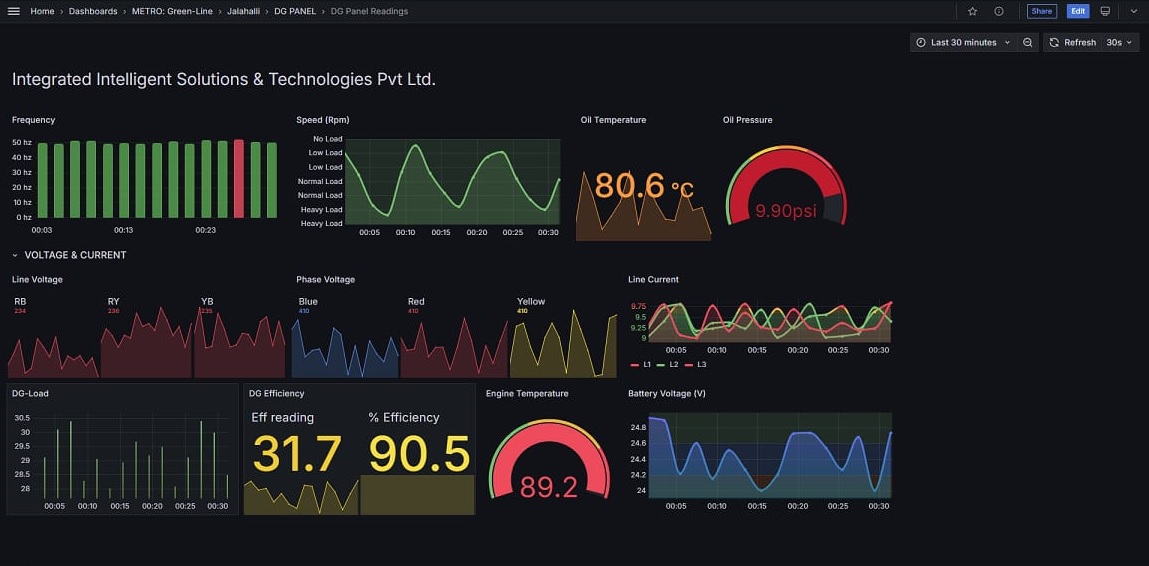 Home › Dashboards › METRO: Green-Line › Jalahalli › DG PANEL › DG Panel Readings
Share
Edit
Last 30 minutes
Refresh 30s
Integrated Intelligent Solutions & Technologies Pvt Ltd.
Frequency
50 hz
40 hz
30 hz
20 hz
10 hz
0 hz
00:03 00:13 00:23
Speed (Rpm)
No Load
Low Load
Low Load
Normal Load
Normal Load
Heavy Load
Heavy Load
00:05 00:10 00:15 00:20 00:25 00:30
Oil Temperature
80.6 °C
Oil Pressure
9.90psi
VOLTAGE & CURRENT
Line Voltage
RB
234
RY
236
YB
235
Phase Voltage
Blue
410
Red
410
Yellow
410
Line Current
9.75
9.5
9.25
9
00:05 00:10 00:15 00:20 00:25 00:30
L1 L2 L3
DG-Load
30.5
30
29.5
29
28.5
28
00:05 00:10 00:15 00:20 00:25 00:30
DG Efficiency
Eff reading
31.7
% Efficiency
90.5
Engine Temperature
89.2
Battery Voltage (V)
24.8
24.6
24.4
24.2
24
00:05 00:10 00:15 00:20 00:25 00:30